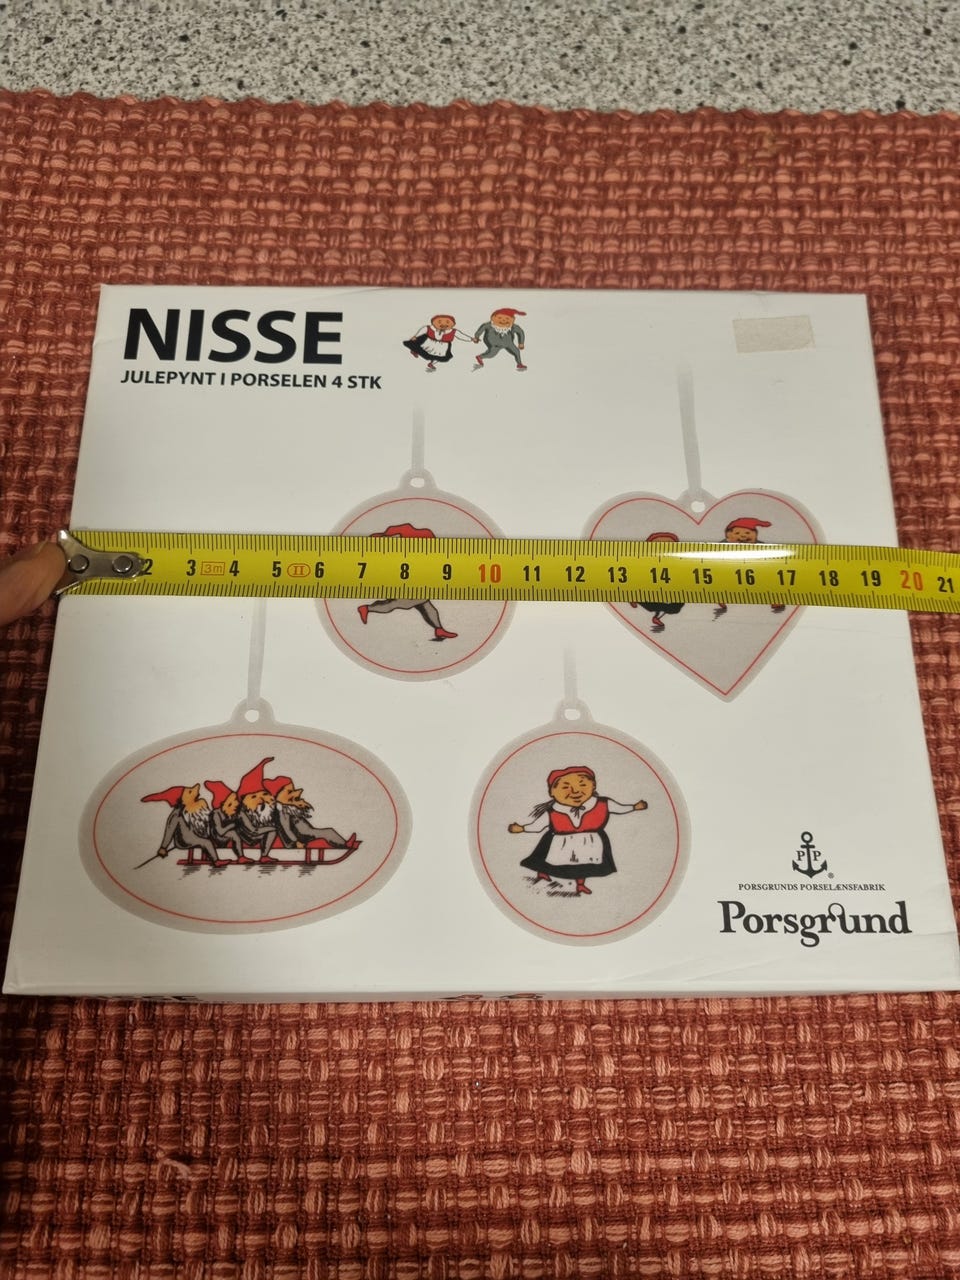 NISSE
JULEPYNT I PORSELEN 4 STK
2 3 3m 4 5 II 6 7 8 9 10 11 12 13 14 15 16 17 18 19 20 21
P P ®
PORSGRUNDS PORSELÆNSFABRIK
Porsgrund